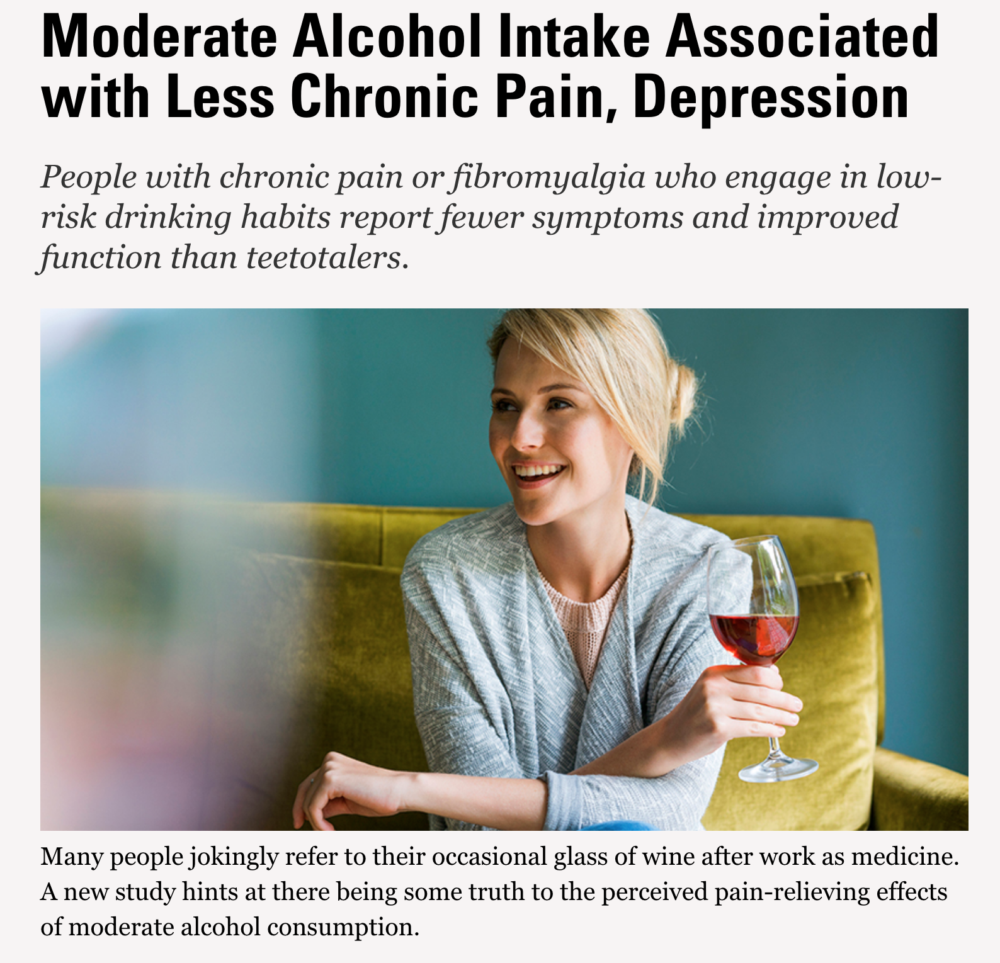 Moderate Alcohol Intake Associated
with Less Chronic Pain, Depression
People with chronic pain or fibromyalgia who engage in low-
risk drinking habits report fewer symptoms and improved
function than teetotalers.
Many people jokingly refer to their occasional glass of wine after work as medicine.
A new study hints at there being some truth to the perceived pain-relieving effects
of moderate alcohol consumption.